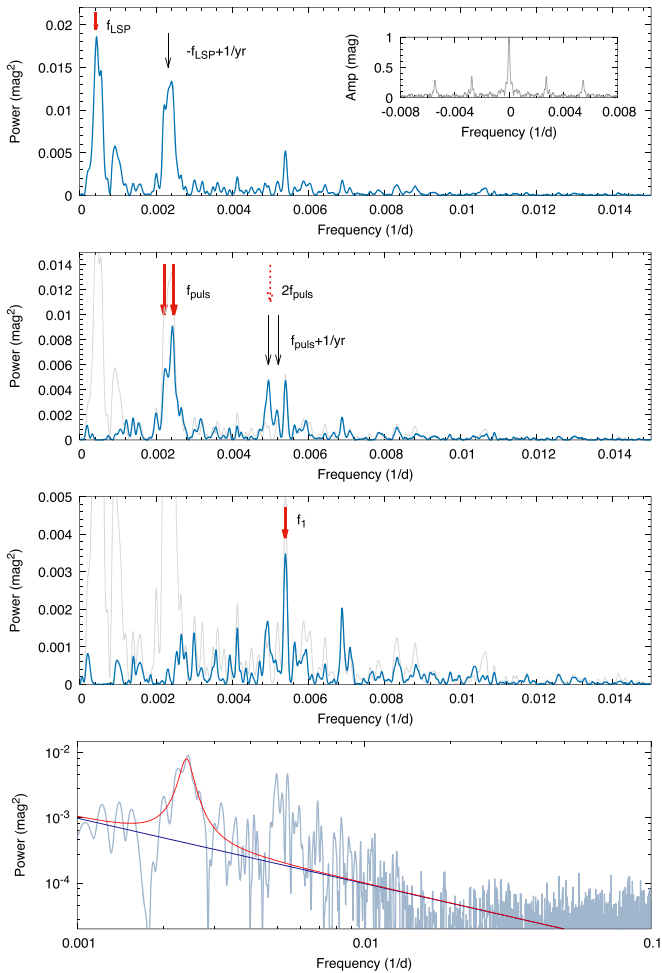 0.02
0.015
0.01
0.005
0
Power (mag²)
f_LSP
-f_LSP+1/yr
1
0.5
0
Amp (mag)
-0.008 -0.004 0 0.004 0.008
Frequency (1/d)
0 0.002 0.004 0.006 0.008 0.01 0.012 0.014
Frequency (1/d)
0.014
0.012
0.01
0.008
0.006
0.004
0.002
0
Power (mag²)
f_puls
2f_puls
f_puls+1/yr
0 0.002 0.004 0.006 0.008 0.01 0.012 0.014
Frequency (1/d)
0.005
0.004
0.003
0.002
0.001
0
Power (mag²)
f_1
0 0.002 0.004 0.006 0.008 0.01 0.012 0.014
Frequency (1/d)
10⁻²
10⁻³
10⁻⁴
Power (mag²)
0.001 0.01 0.1
Frequency (1/d)